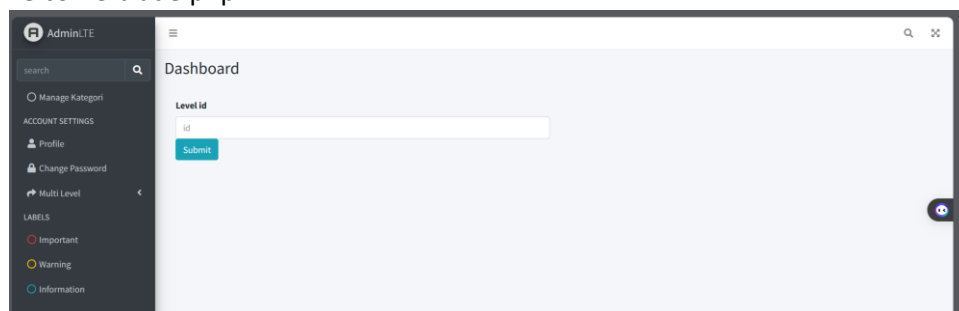 AdminLTE
search
Manage Kategori
ACCOUNT SETTINGS
Profile
Change Password
Multi Level
LABELS
Important
Warning
Information
Dashboard
Level id
id
Submit